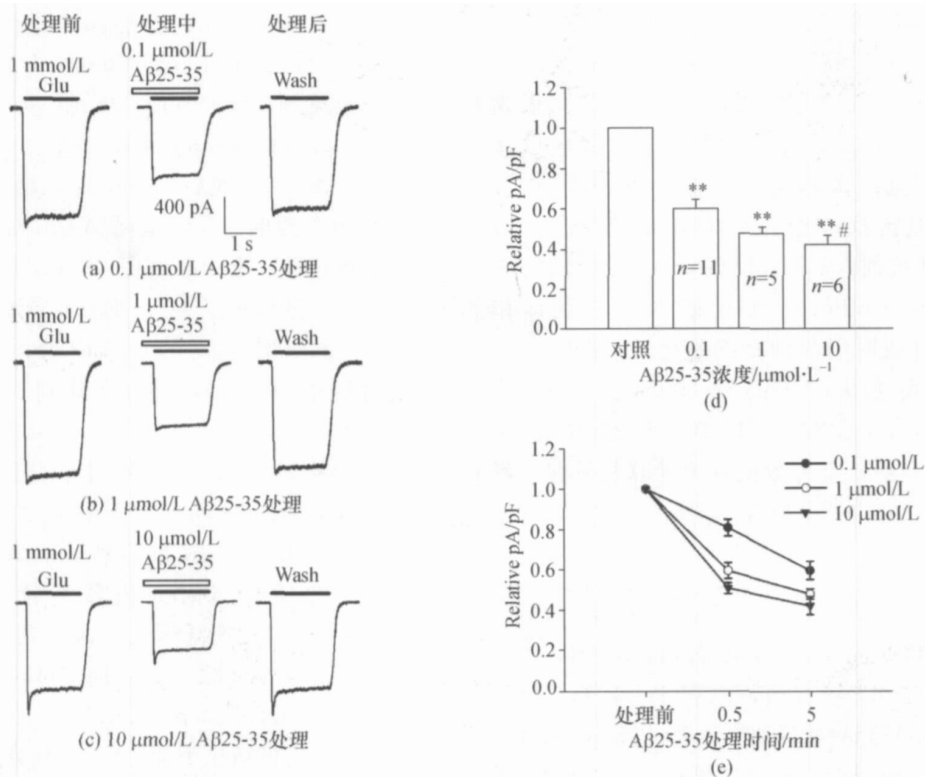 处理前
处理中
处理后
1 mmol/L
Glu
0.1 μmol/L
Aβ25-35
Wash
400 pA
1 s
(a) 0.1 μmol/L Aβ25-35处理
1 mmol/L
Glu
1 μmol/L
Aβ25-35
Wash
(b) 1 μmol/L Aβ25-35处理
1 mmol/L
Glu
10 μmol/L
Aβ25-35
Wash
(c) 10 μmol/L Aβ25-35处理
Relative pA/pF
1.2
1.0
0.8
0.6
0.4
0.2
0.0
**
**
**#
n=11
n=5
n=6
对照
0.1
1
10
Aβ25-35浓度/μmol·L⁻¹
(d)
Relative pA/pF
1.2
1.0
0.8
0.6
0.4
0.2
0.0
0.1 μmol/L
1 μmol/L
10 μmol/L
处理前
0.5
5
Aβ25-35处理时间/min
(e)